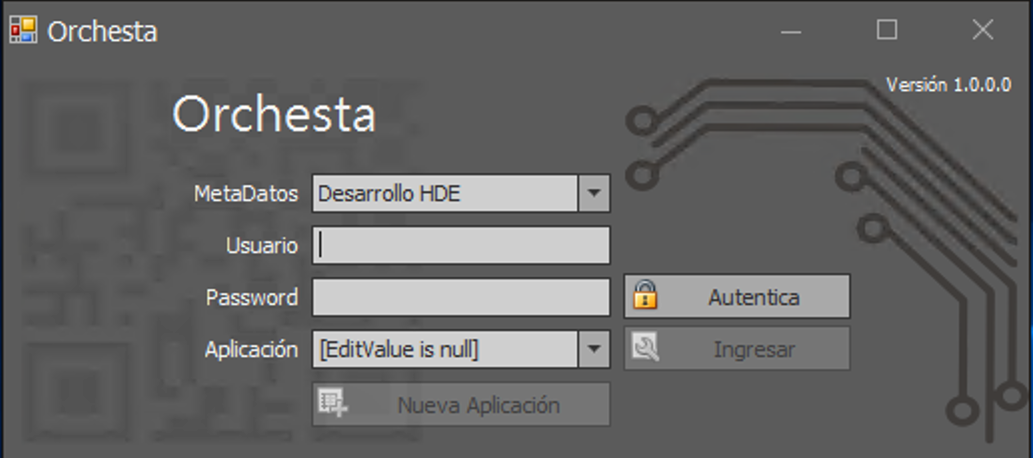 Orchesta
Versión 1.0.0.0
Orchesta
MetaDatos Desarrollo HDE
Usuario
Password Autentica
Aplicación [EditValue is null] Ingresar
Nueva Aplicación